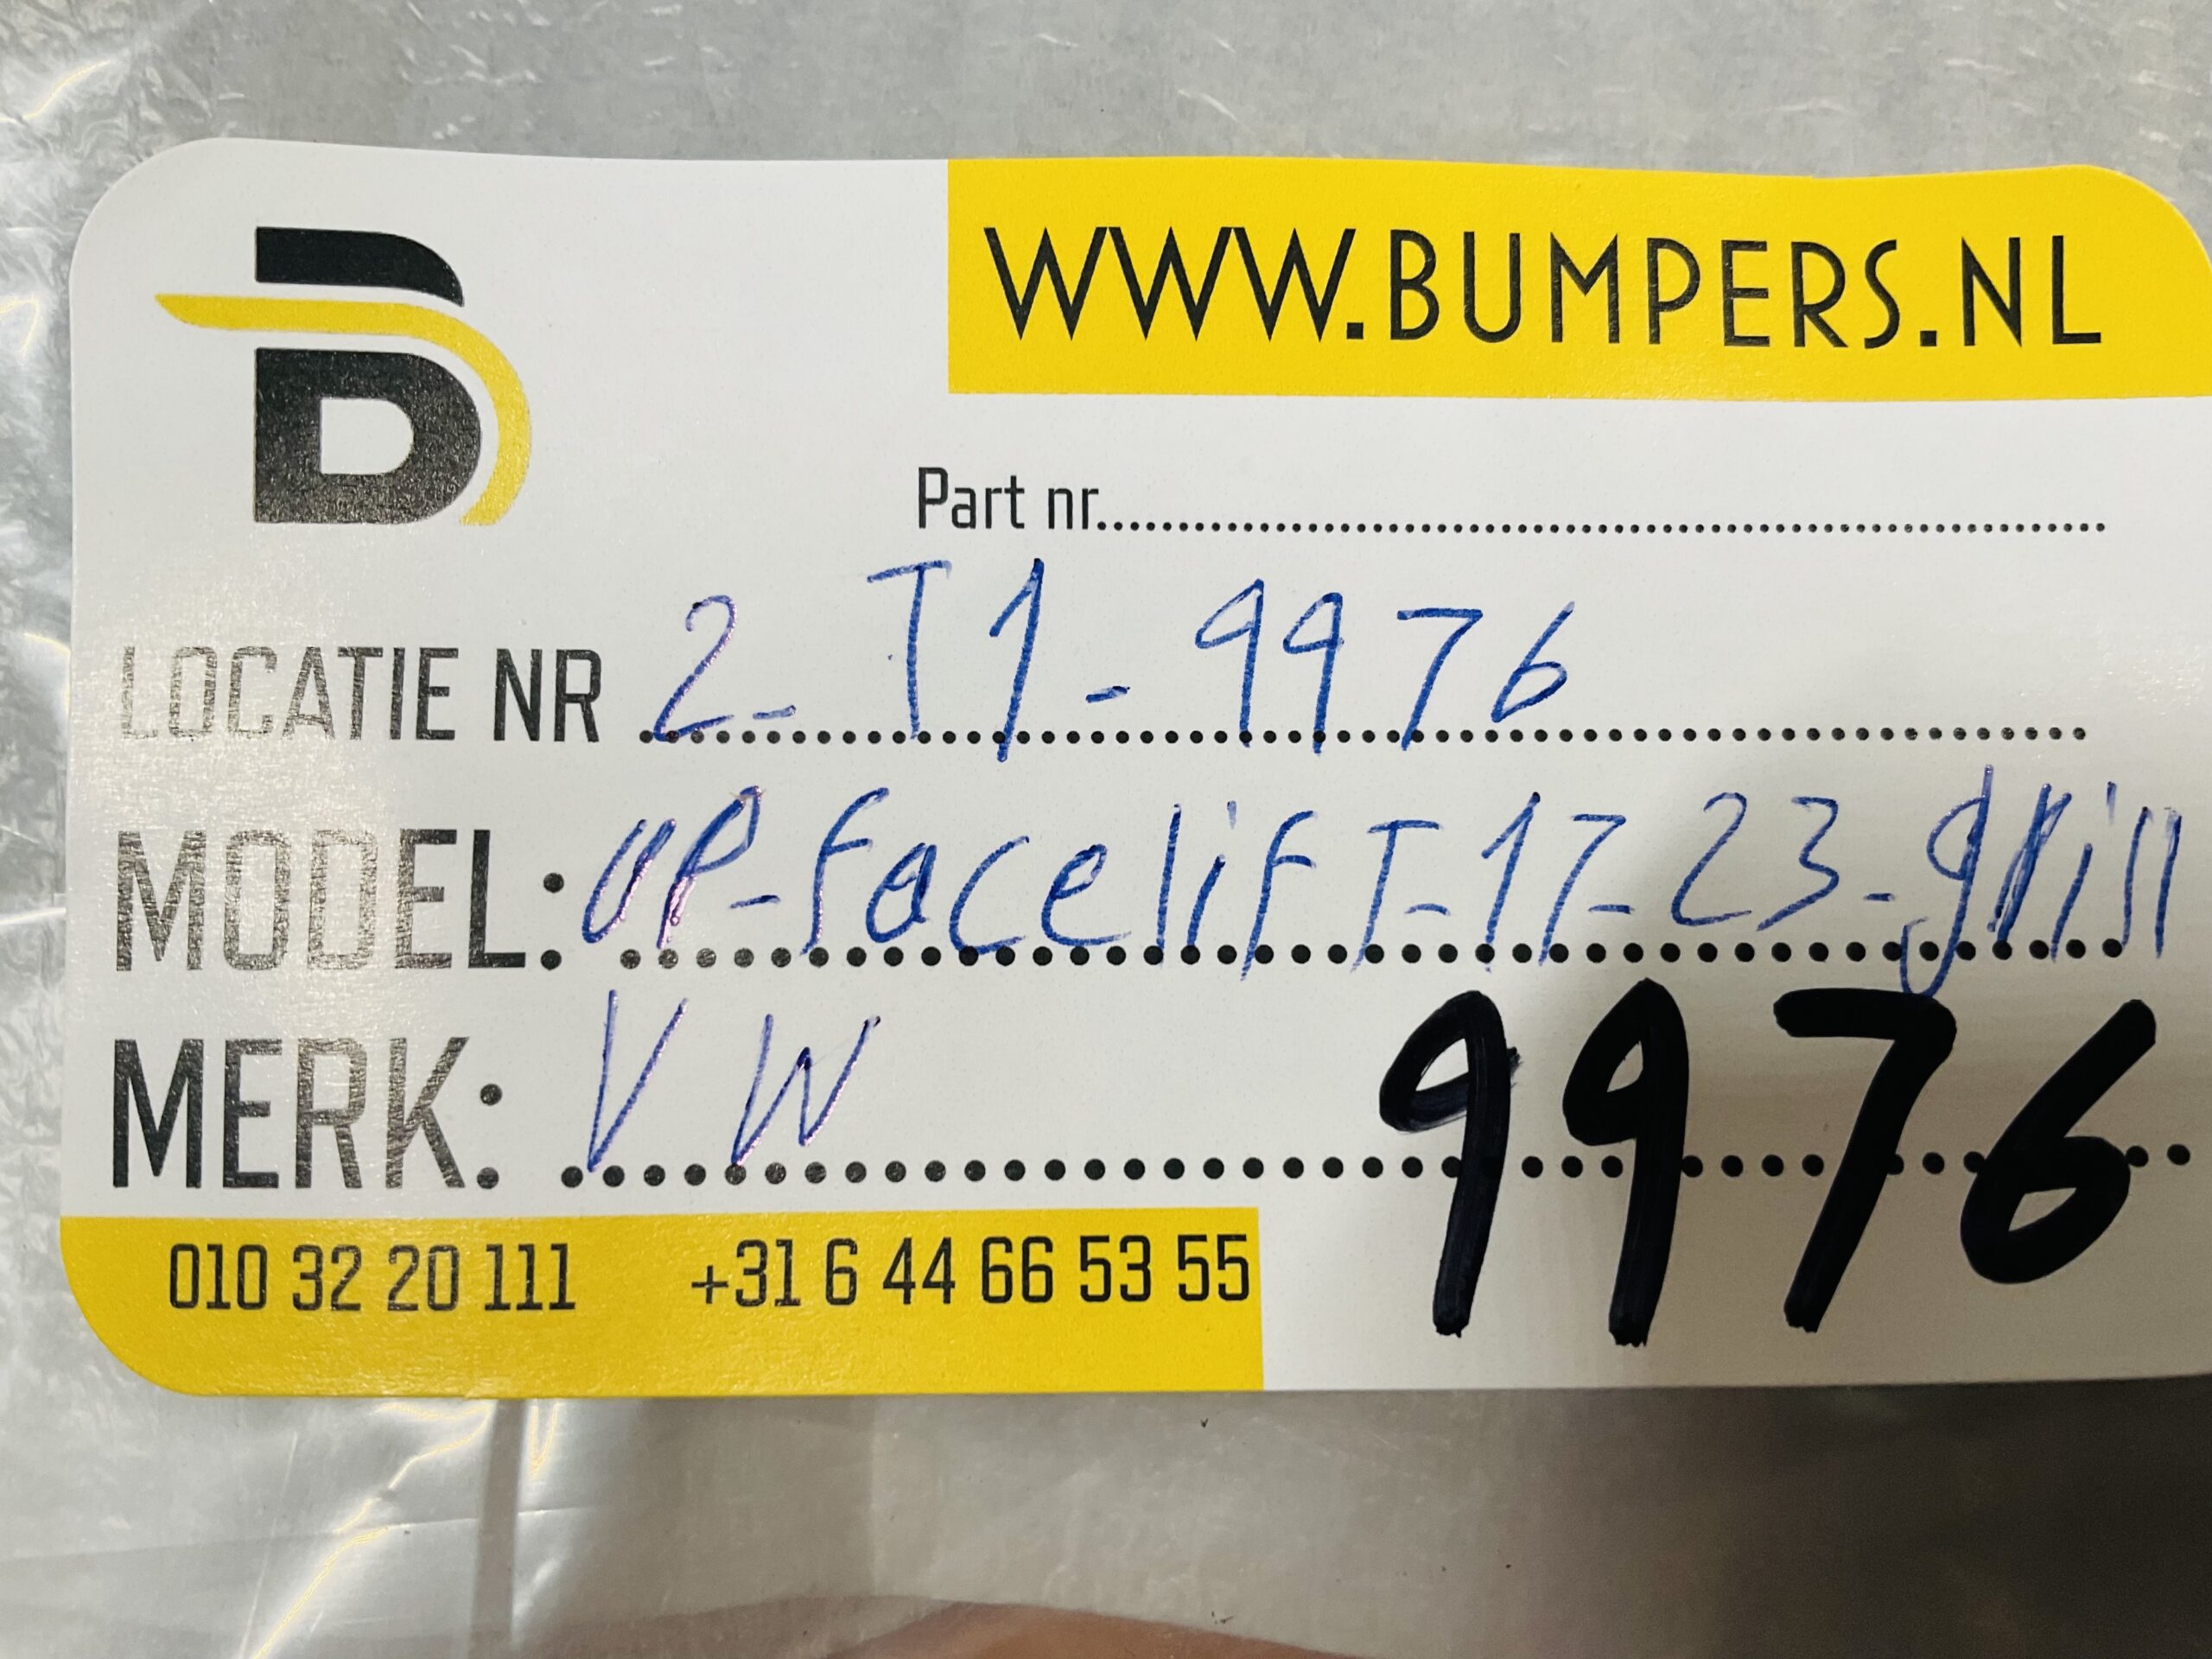 B
WWW.BUMPERS.NL
Part nr........................................................
LOCATIE NR 2-T1-9976
MODEL: UP-facelifT-17-23-grill
MERK: VW
9976
010 32 20 111 +31 6 44 66 53 55